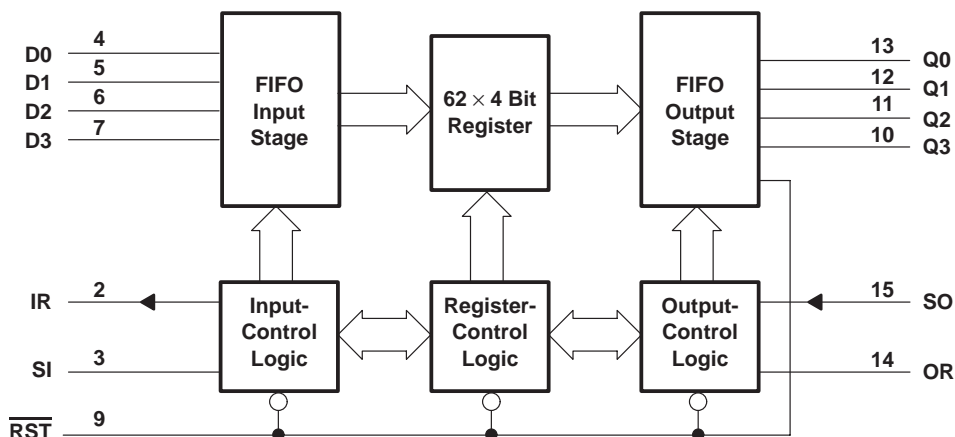 D0 4
D1 5
D2 6
D3 7
FIFO
Input
Stage
62 × 4 Bit
Register
FIFO
Output
Stage
13 Q0
12 Q1
11 Q2
10 Q3
IR 2
SI 3
Input-
Control
Logic
Register-
Control
Logic
Output-
Control
Logic
15 SO
14 OR
RST 9